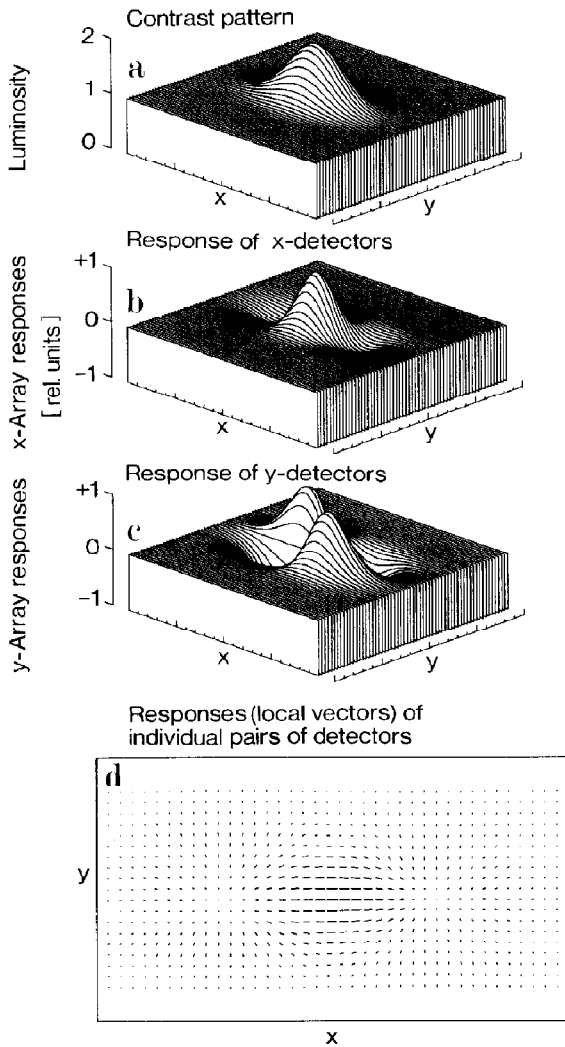 Contrast pattern
a
2
1
0
Luminosity
x
y
Response of x-detectors
b
+1
0
−1
x-Array responses
[ rel. units ]
x
y
Response of y-detectors
c
+1
0
−1
y-Array responses
x
y
Responses (local vectors) of
individual pairs of detectors
d
y
x